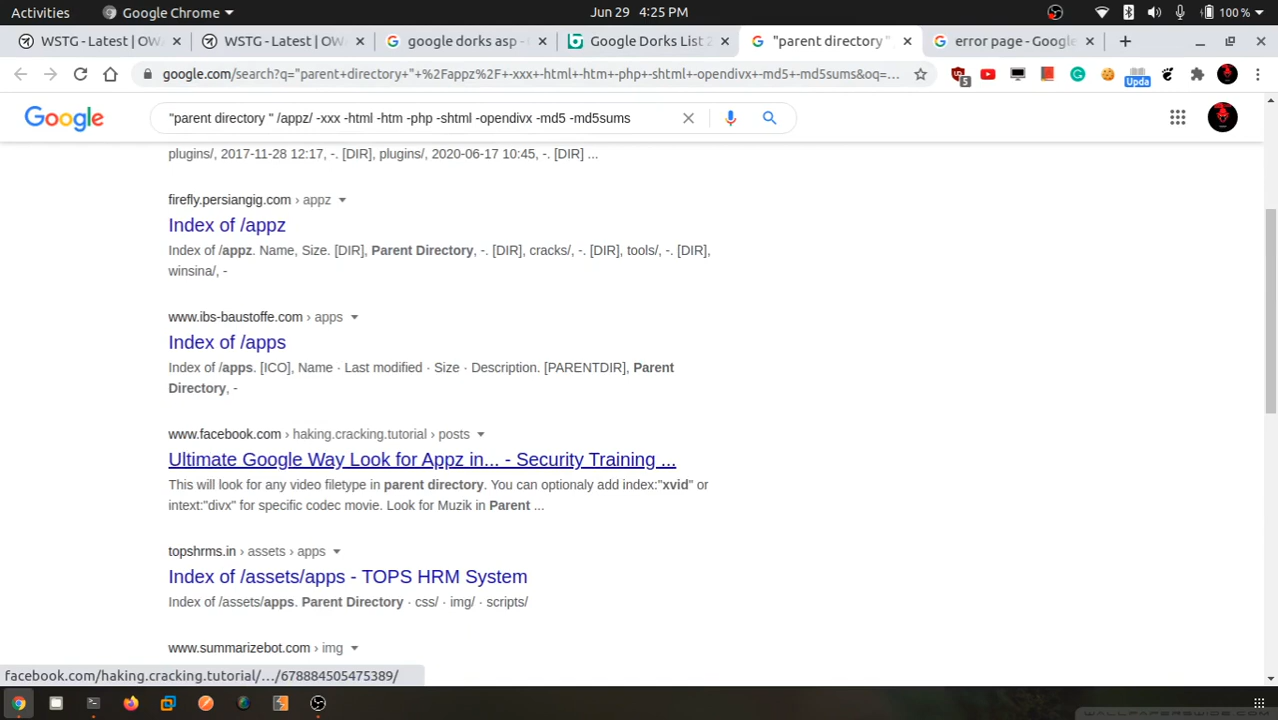 Activities
Google Chrome
Jun 29 4:25 PM
100 %
WSTG - Latest | OW
WSTG - Latest | OW
google dorks asp -
Google Dorks List 2
"parent directory "
error page - Google
google.com/search?q="parent+directory+"+%2Fappz%2F+-xxx+-html+-htm+-php+-shtml+-opendivx+-md5+-md5sums&oq=...
5
Upda
Google
"parent directory " /appz/ -xxx -html -htm -php -shtml -opendivx -md5 -md5sums
plugins/, 2017-11-28 12:17, -. [DIR], plugins/, 2020-06-17 10:45, -. [DIR] ...
firefly.persiangig.com › appz
Index of /appz
Index of /appz. Name, Size. [DIR], Parent Directory, -. [DIR], cracks/, -. [DIR], tools/, -. [DIR],
winsina/, -
www.ibs-baustoffe.com › apps
Index of /apps
Index of /apps. [ICO], Name · Last modified · Size · Description. [PARENTDIR], Parent
Directory, -
www.facebook.com › haking.cracking.tutorial › posts
Ultimate Google Way Look for Appz in... - Security Training ...
This will look for any video filetype in parent directory. You can optionaly add index:"xvid" or
intext:"divx" for specific codec movie. Look for Muzik in Parent ...
topshrms.in › assets › apps
Index of /assets/apps - TOPS HRM System
Index of /assets/apps. Parent Directory · css/ · img/ · scripts/
www.summarizebot.com › img
facebook.com/haking.cracking.tutorial/.../678884505475389/